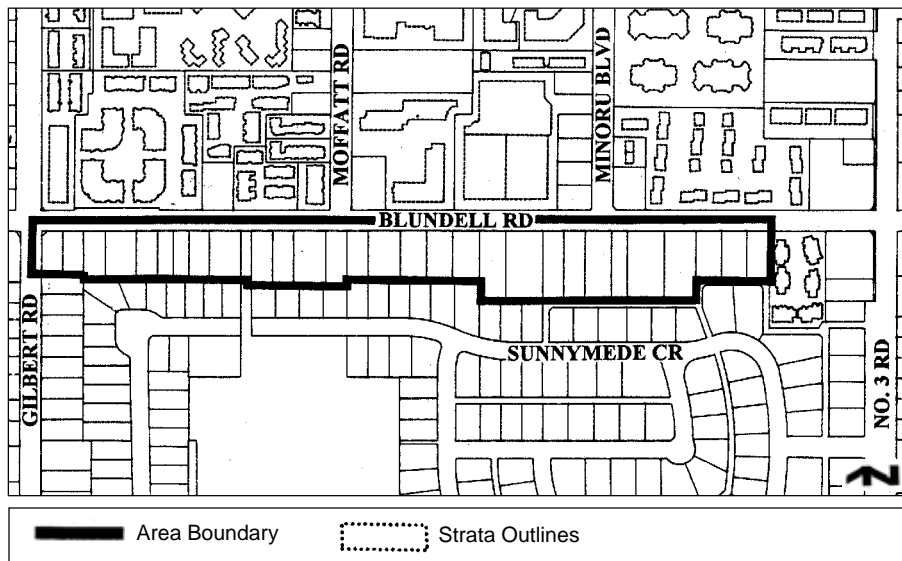 MOFFATT RD
MINORU BLVD
BLUNDELL RD
GILBERT RD
SUNNYMEDE CR
NO. 3 RD
N
Area Boundary
Strata Outlines